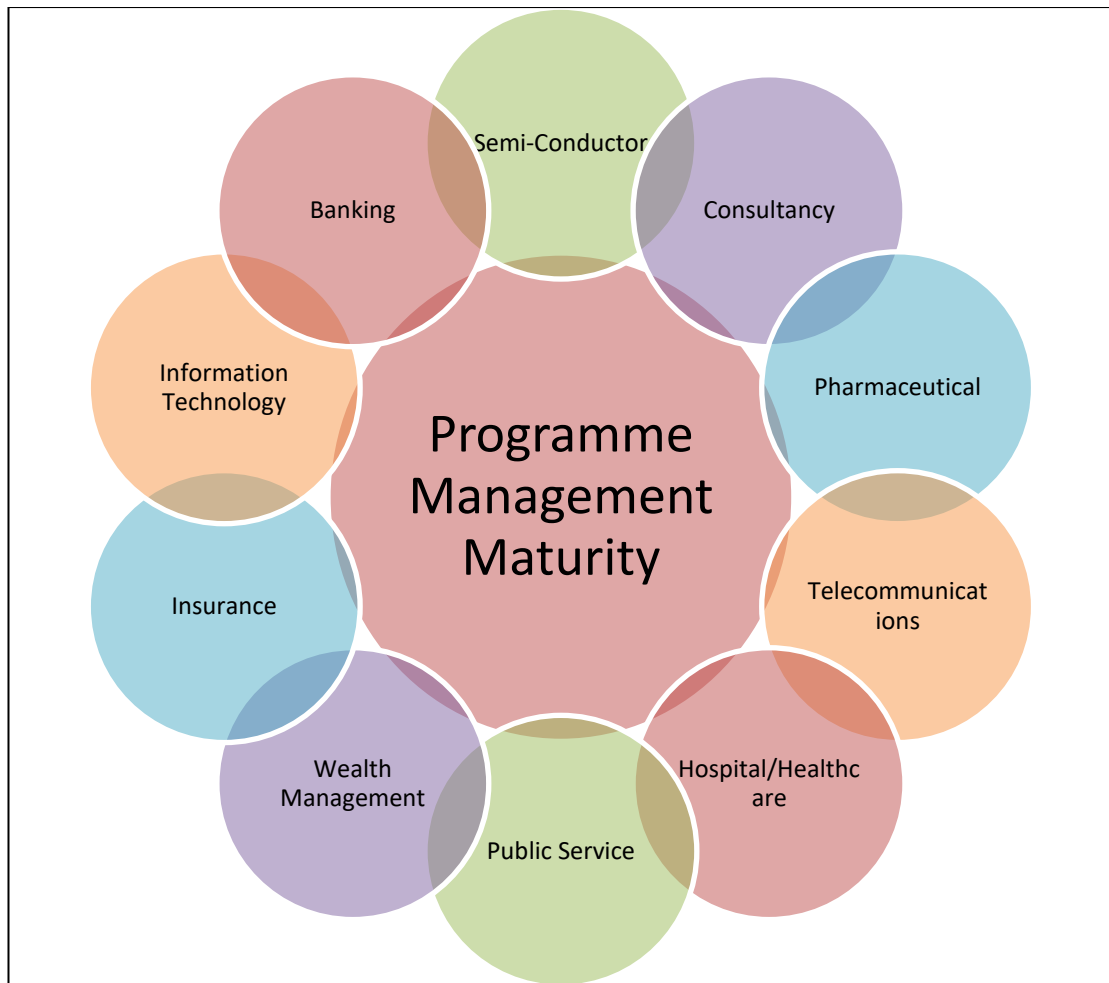 Semi-Conductor
Banking
Consultancy
Information
Technology
Pharmaceutical
Programme
Management
Maturity
Insurance
Telecommunicat
ions
Wealth
Management
Hospital/Healthc
are
Public Service